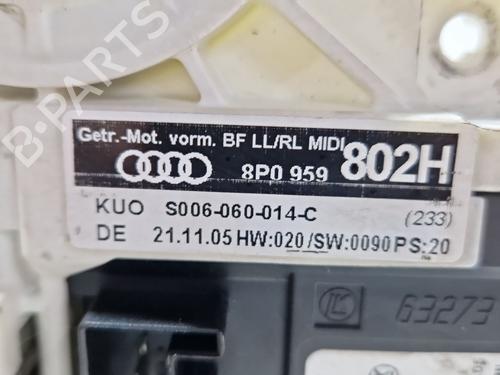 B-Parts
Getr.-Mot. vorm. BF LL/RL MIDI
8P0 959 802H
KUO S006-060-014-C (233)
DE 21.11.05 HW:020/SW:0090 PS:20
63273